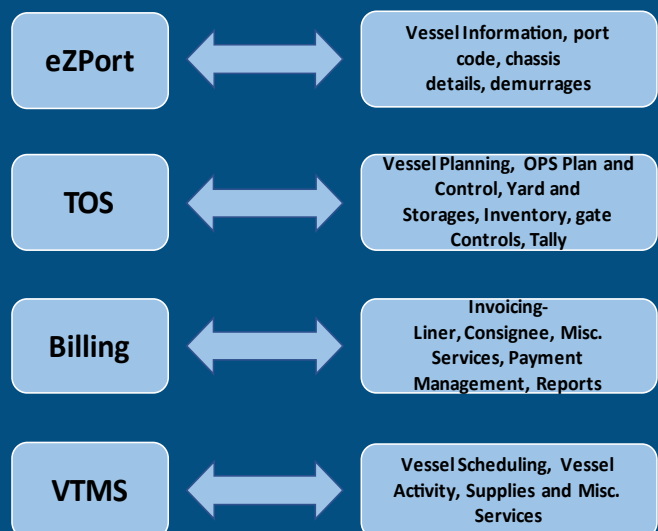 eZPort
Vessel Information, port
code, chassis
details, demurrages
TOS
Vessel Planning, OPS Plan and
Control, Yard and
Storages, Inventory, gate
Controls, Tally
Billing
Invoicing-
Liner, Consignee, Misc.
Services, Payment
Management, Reports
VTMS
Vessel Scheduling, Vessel
Activity, Supplies and Misc.
Services